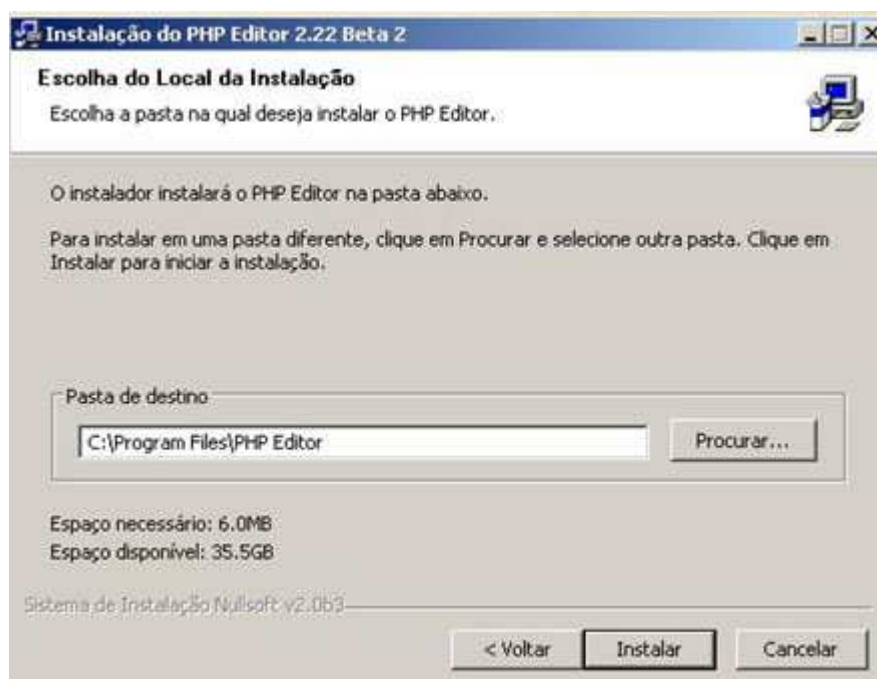 Instalação do PHP Editor 2.22 Beta 2
Escolha do Local da Instalação
Escolha a pasta na qual deseja instalar o PHP Editor.
O instalador instalará o PHP Editor na pasta abaixo.
Para instalar em uma pasta diferente, clique em Procurar e selecione outra pasta. Clique em
Instalar para iniciar a instalação.
Pasta de destino
C:\Program Files\PHP Editor
Procurar...
Espaço necessário: 6.0MB
Espaço disponível: 35.5GB
Sistema de Instalação Nullsoft v2.0b3
< Voltar
Instalar
Cancelar